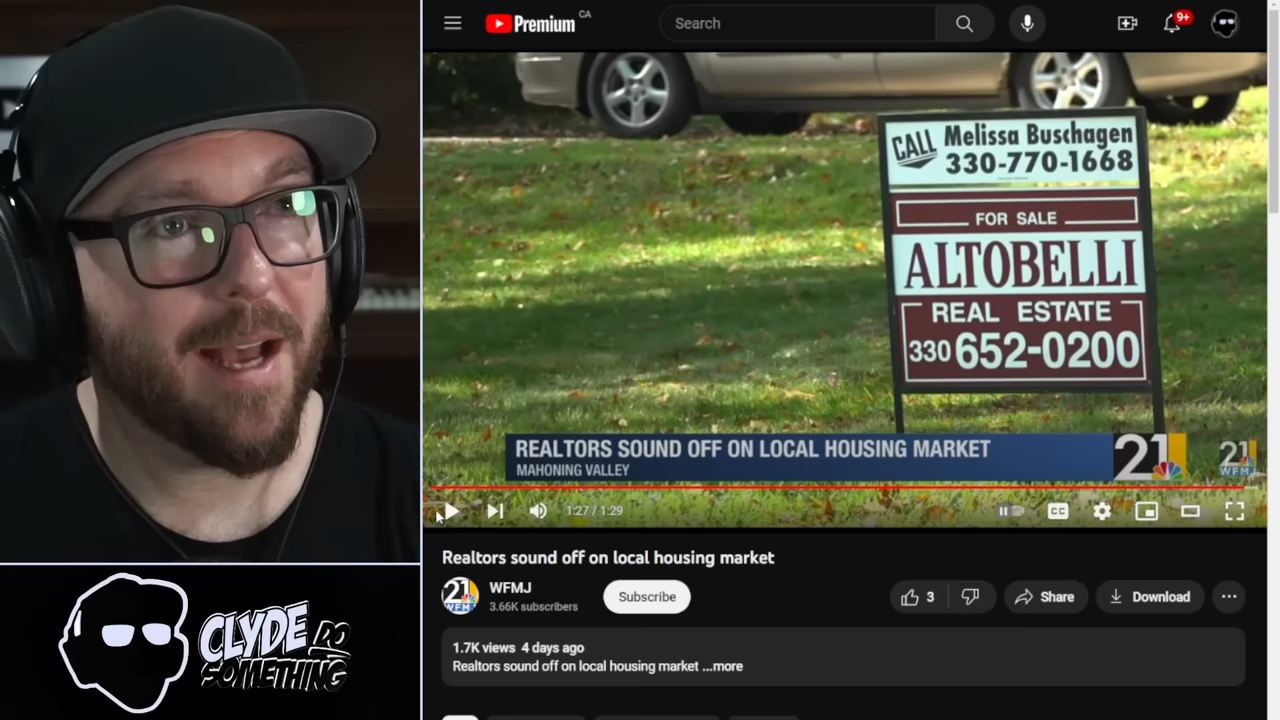 Premium
CA
Search
9+
CALL
Melissa Buschagen
330-770-1668
FOR SALE
ALTOBELLI
REAL ESTATE
330 652-0200
REALTORS SOUND OFF ON LOCAL HOUSING MARKET
MAHONING VALLEY
21
21
WFMJ
1:27 / 1:29
CC
Realtors sound off on local housing market
21
WFMJ
WFMJ
3.66K subscribers
Subscribe
3
Share
Download
1.7K views 4 days ago
Realtors sound off on local housing market ...more
CLYDE DO
SOMETHING